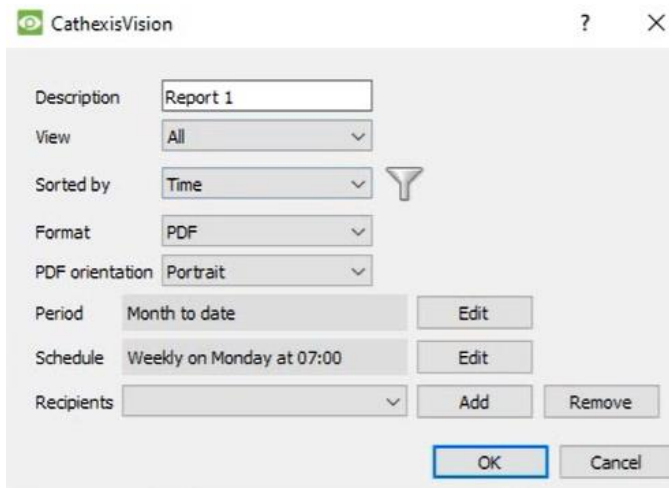 CathexisVision ?
Description Report 1
View All
Sorted by Time
Format PDF
PDF orientation Portrait
Period Month to date Edit
Schedule Weekly on Monday at 07:00 Edit
Recipients Add Remove
OK Cancel